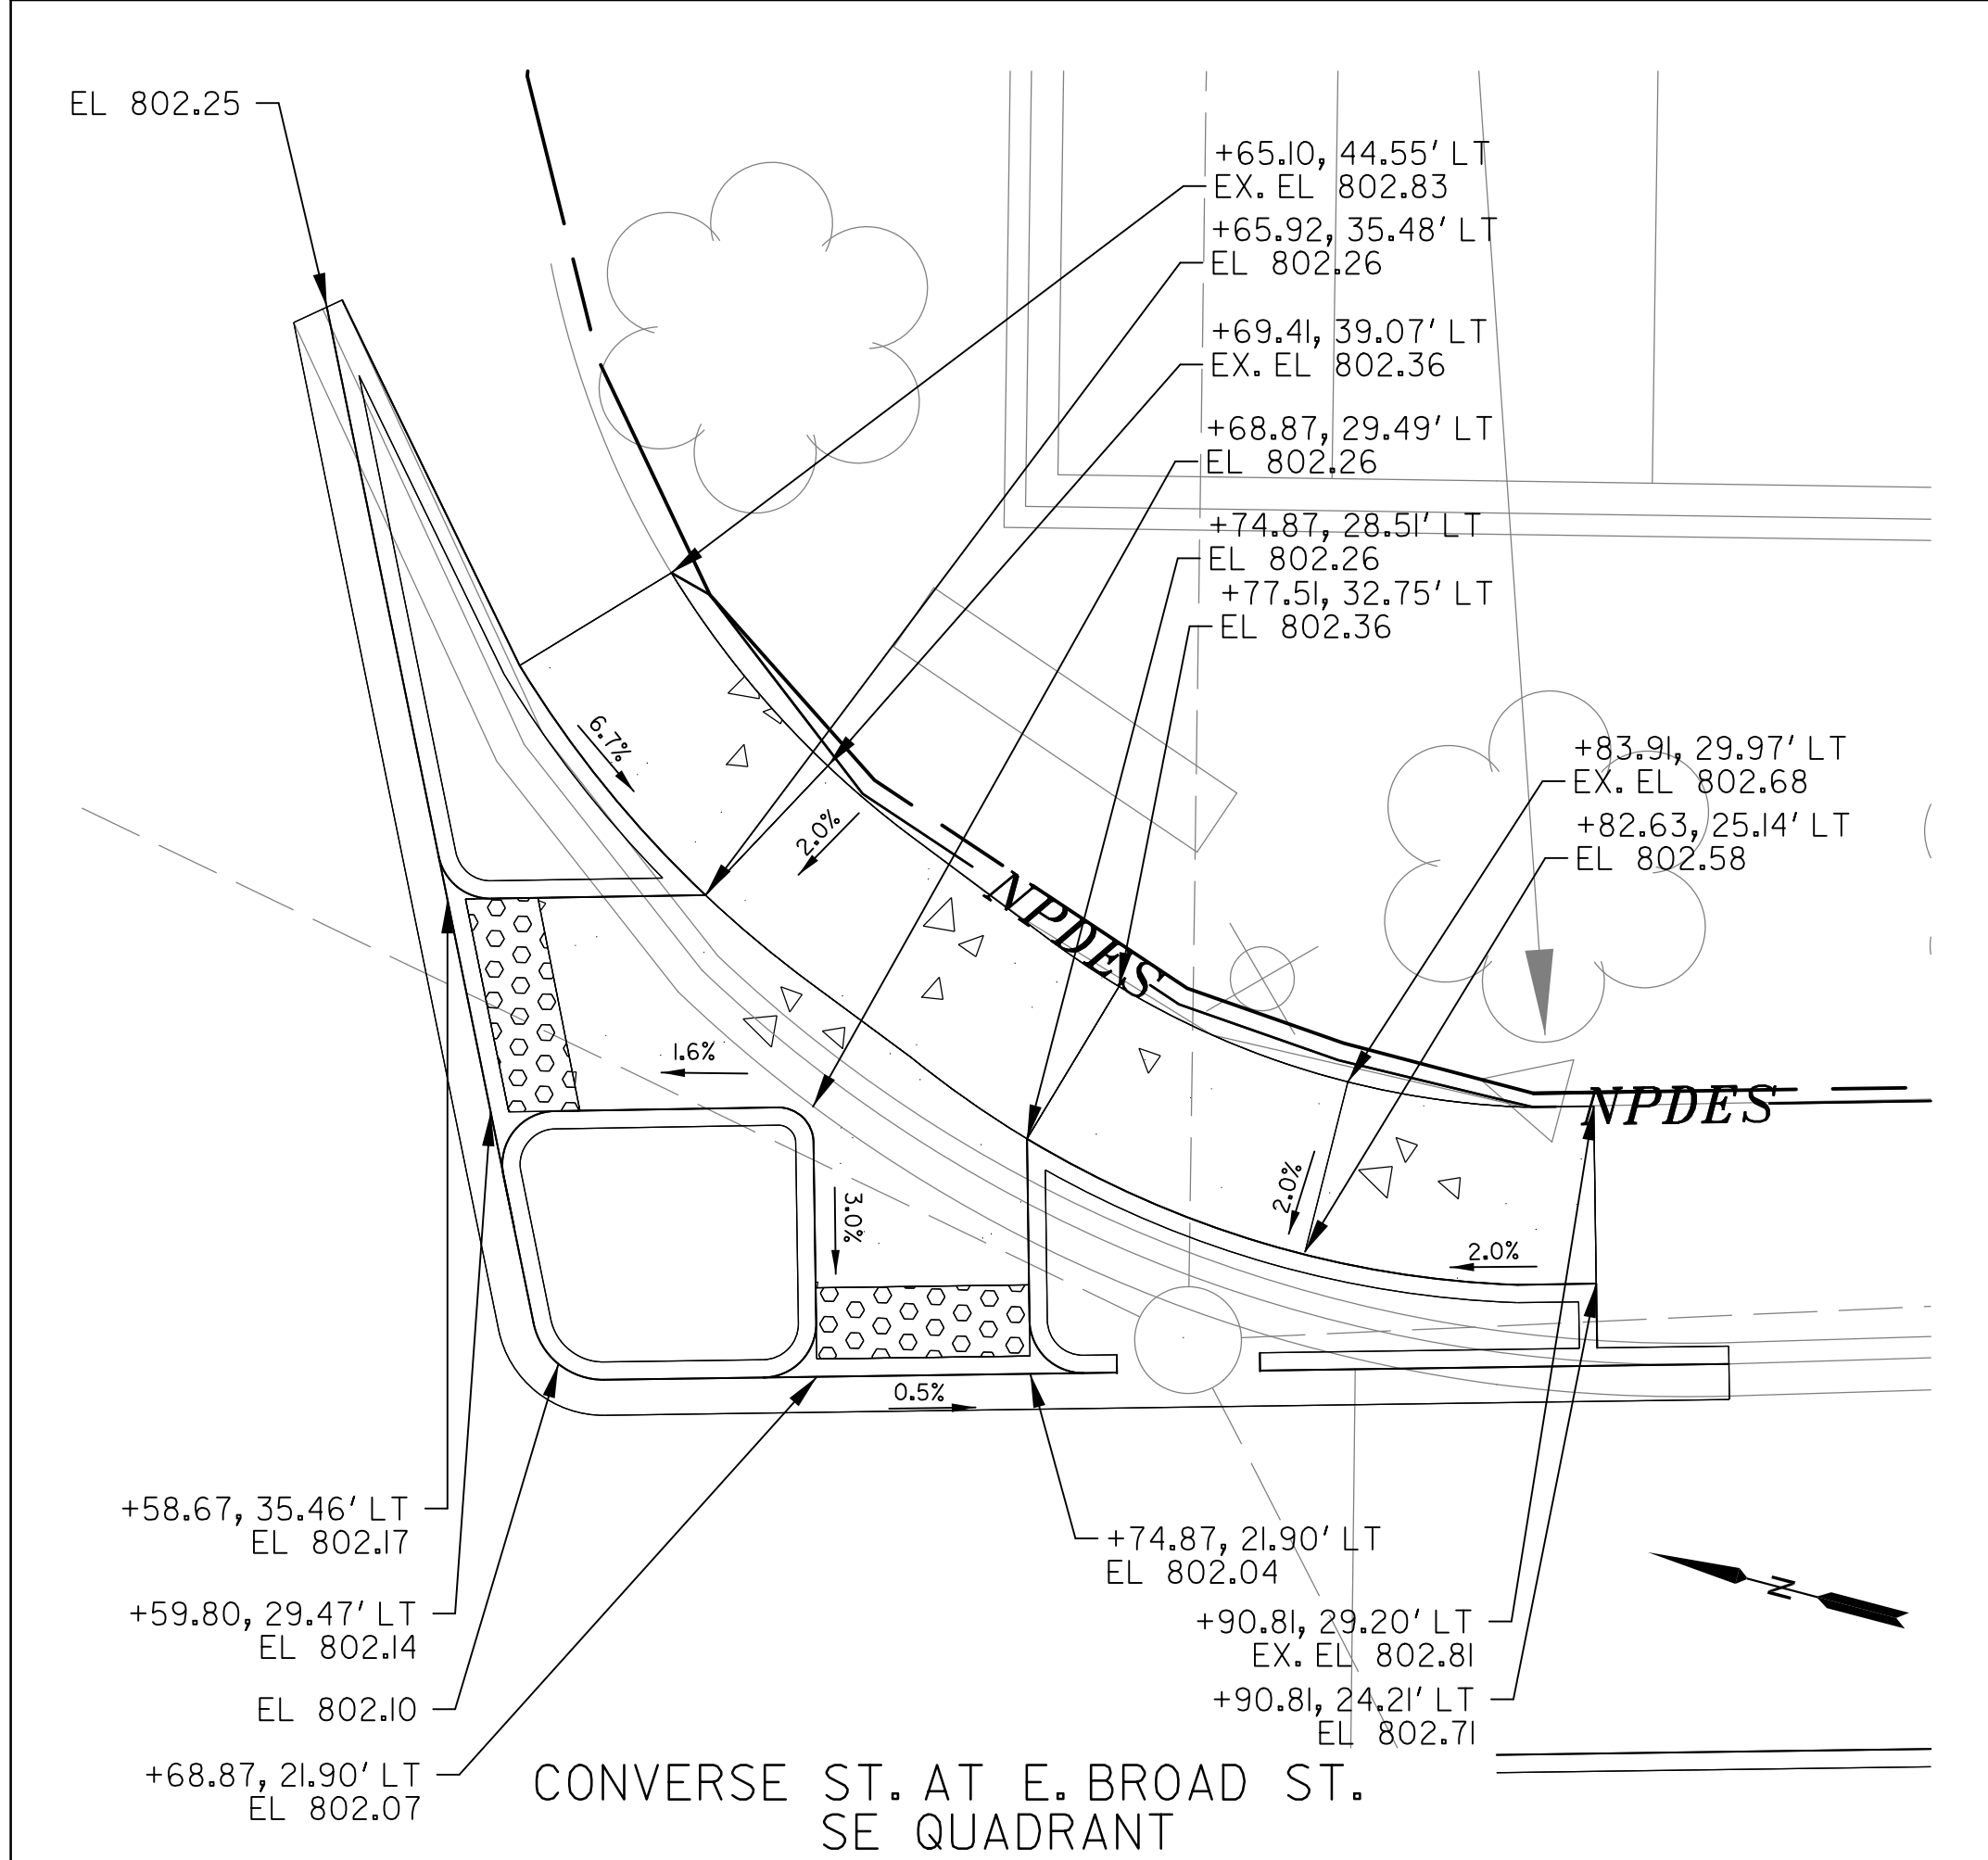 EL 802.25
+65.10, 44.55' LT
EX. EL 802.83
+65.92, 35.48' LT
EL 802.26
+69.41, 39.07' LT
EX. EL 802.36
+68.87, 29.49' LT
EL 802.26
+74.87, 28.51' LT
EL 802.26
+77.51, 32.75' LT
EL 802.36
6.7%
2.0%
+83.91, 29.97' LT
EX. EL 802.68
+82.63, 25.14' LT
EL 802.58
NPDES
1.6%
NPDES
3.0%
2.0%
2.0%
0.5%
+58.67, 35.46' LT
EL 802.17
+59.80, 29.47' LT
EL 802.14
EL 802.10
+68.87, 21.90' LT
EL 802.07
+74.87, 21.90' LT
EL 802.04
+90.81, 29.20' LT
EX. EL 802.81
+90.81, 24.21' LT
EL 802.71
N
CONVERSE ST. AT E. BROAD ST.
SE QUADRANT